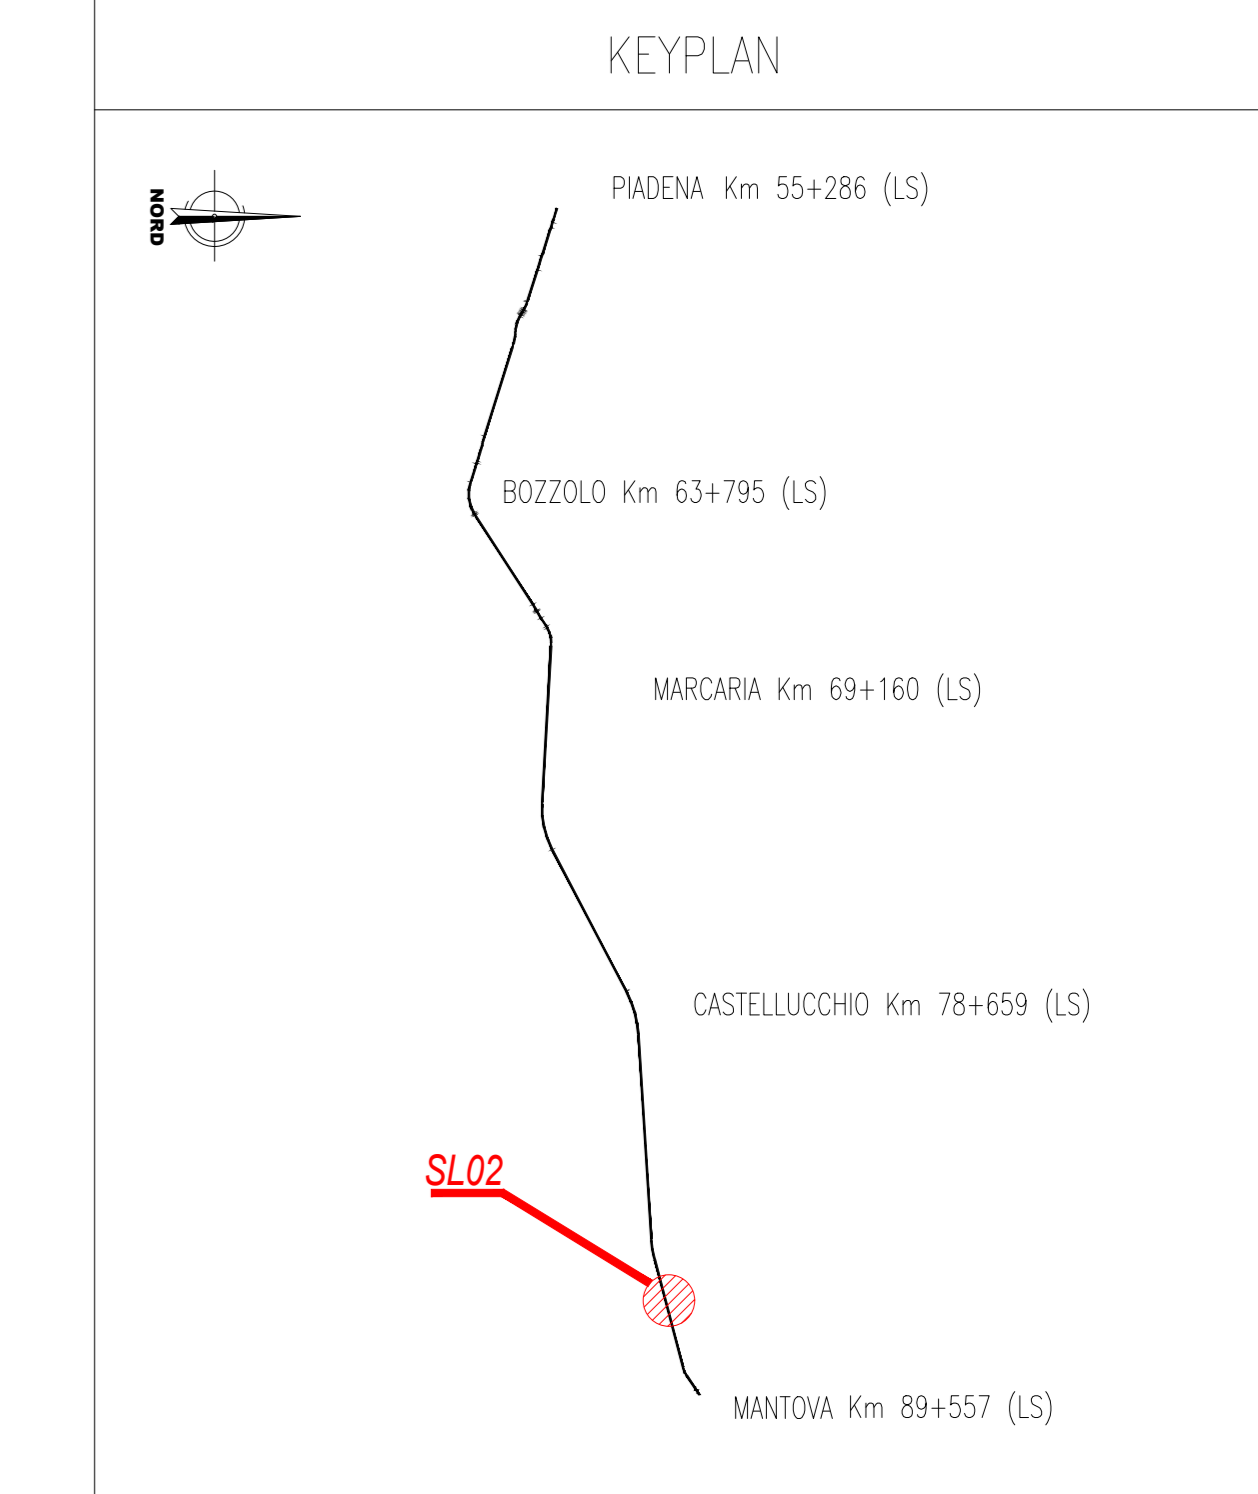 KEYPLAN
NORD
PIADENA Km 55+286 (LS)
BOZZOLO Km 63+795 (LS)
MARCARIA Km 69+160 (LS)
CASTELLUCCHIO Km 78+659 (LS)
SL02
MANTOVA Km 89+557 (LS)